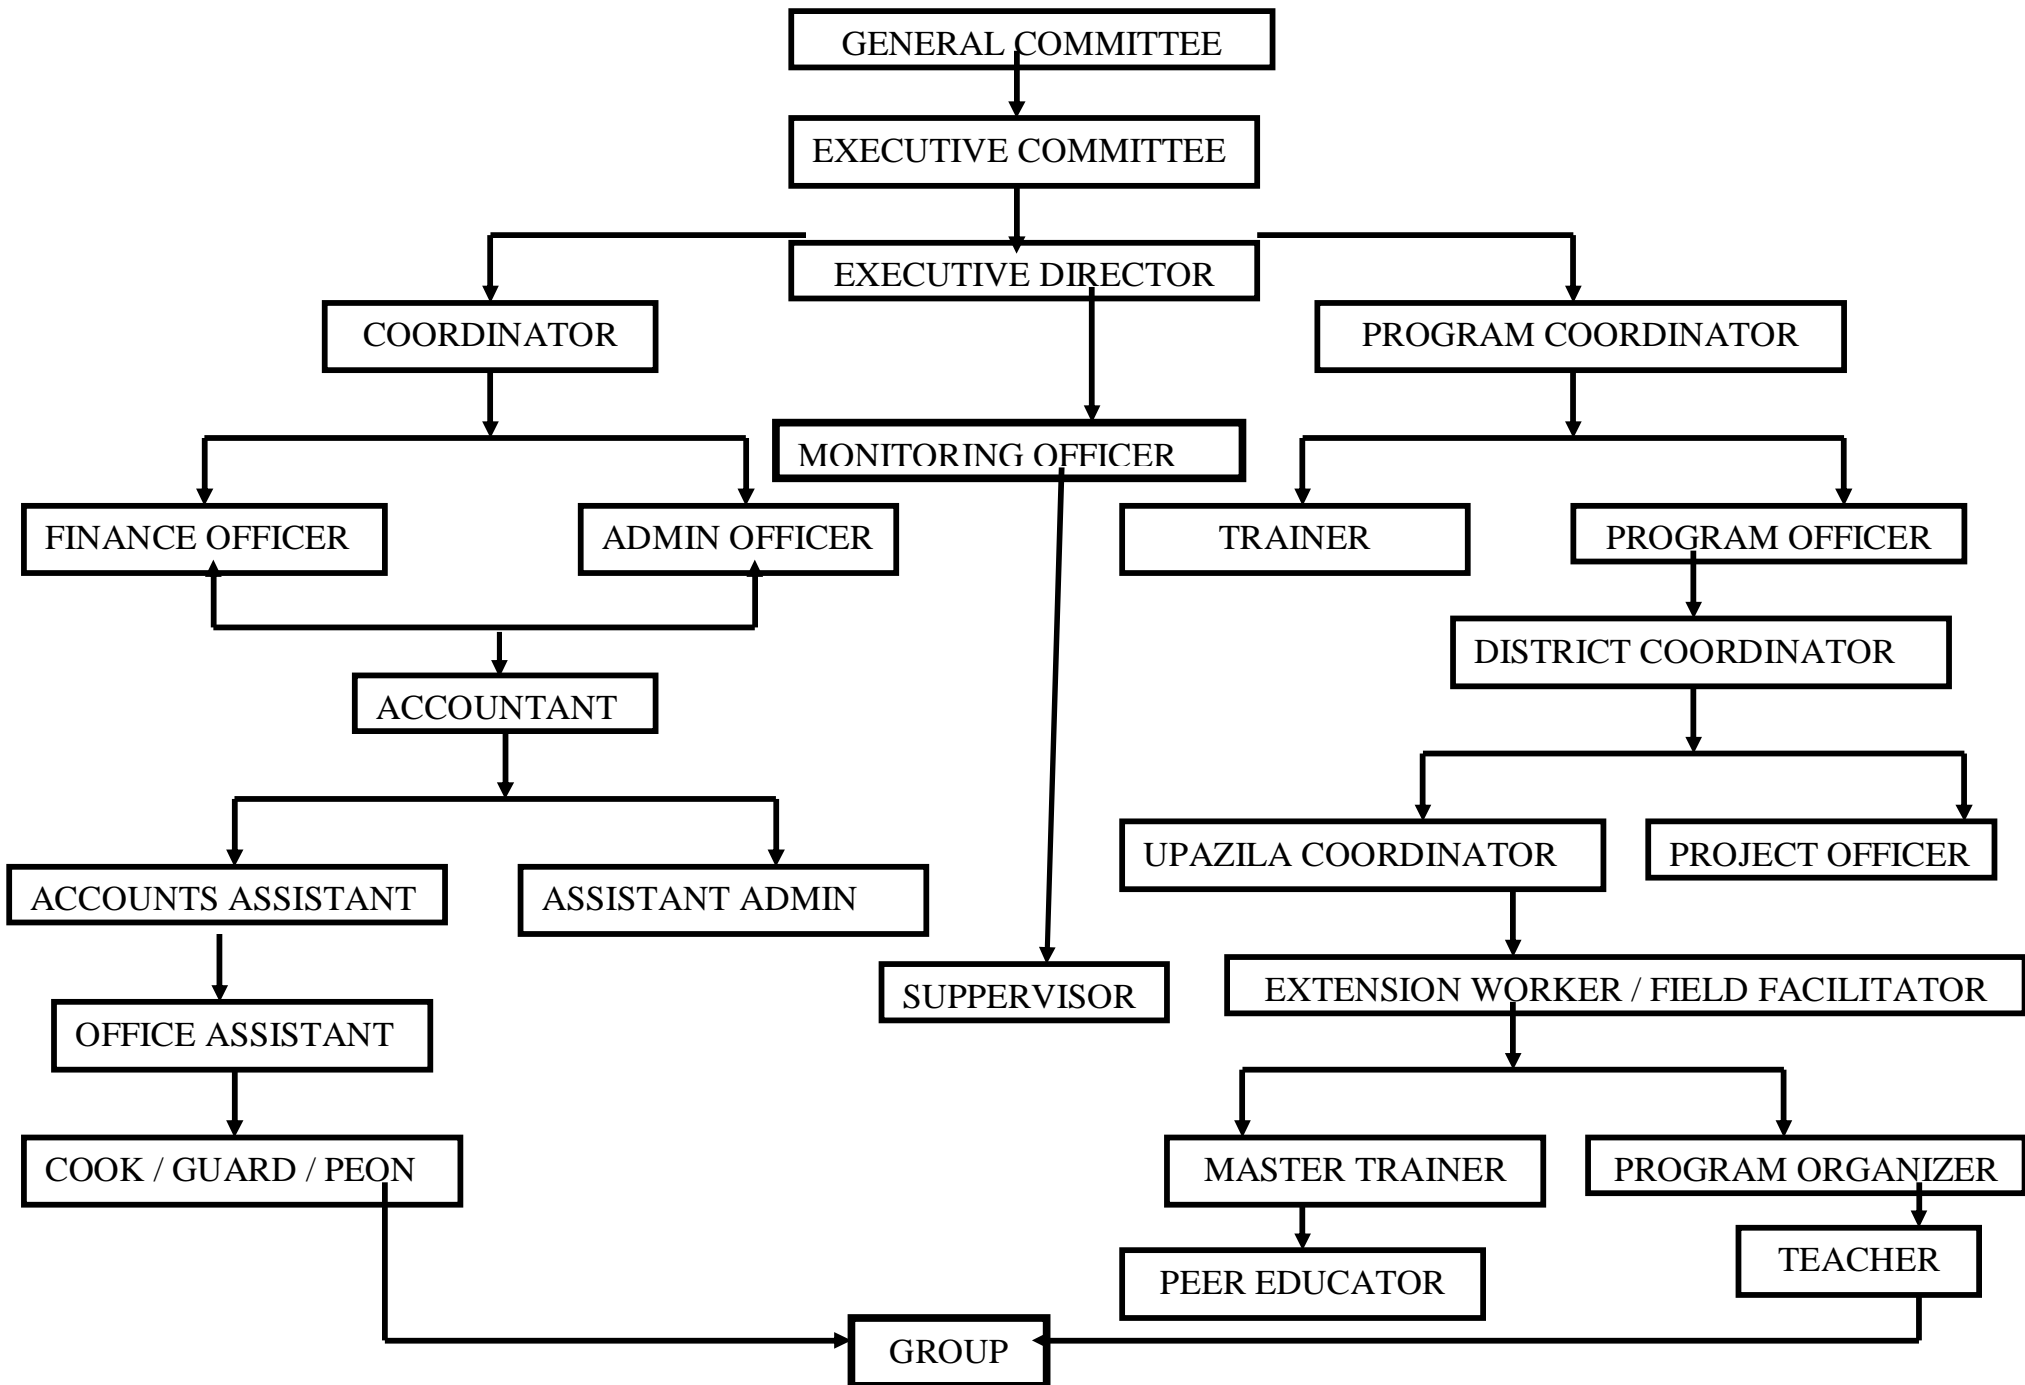 GENERAL COMMITTEE
EXECUTIVE COMMITTEE
EXECUTIVE DIRECTOR
COORDINATOR
PROGRAM COORDINATOR
MONITORING OFFICER
FINANCE OFFICER
ADMIN OFFICER
TRAINER
PROGRAM OFFICER
DISTRICT COORDINATOR
ACCOUNTANT
UPAZILA COORDINATOR
PROJECT OFFICER
ACCOUNTS ASSISTANT
ASSISTANT ADMIN
SUPPERVISOR
EXTENSION WORKER / FIELD FACILITATOR
OFFICE ASSISTANT
COOK / GUARD / PEON
MASTER TRAINER
PROGRAM ORGANIZER
TEACHER
PEER EDUCATOR
GROUP